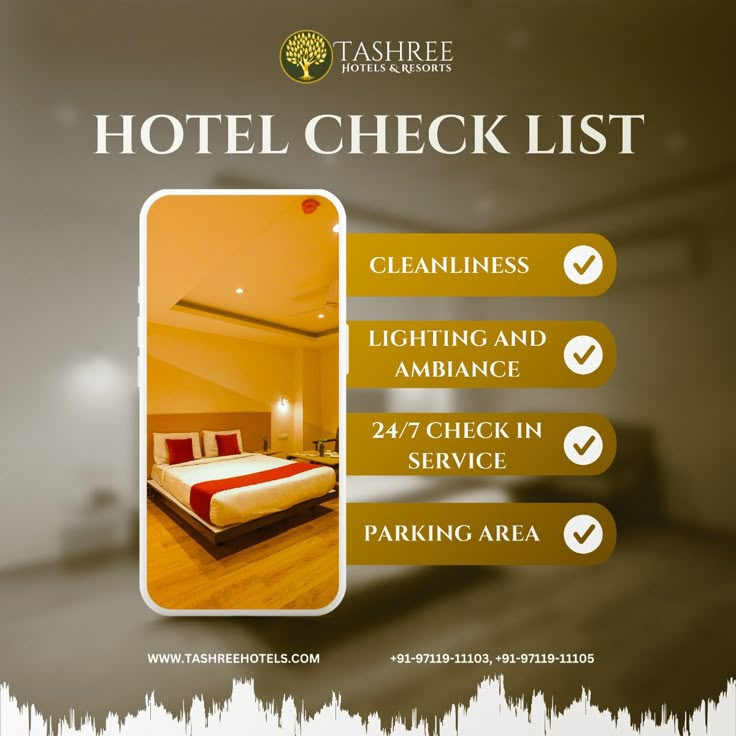 TASHREE
HOTELS & RESORTS
HOTEL CHECK LIST
CLEANLINESS
LIGHTING AND
AMBIANCE
24/7 CHECK IN
SERVICE
PARKING AREA
WWW.TASHREEHOTELS.COM
+91-97119-11103, +91-97119-11105